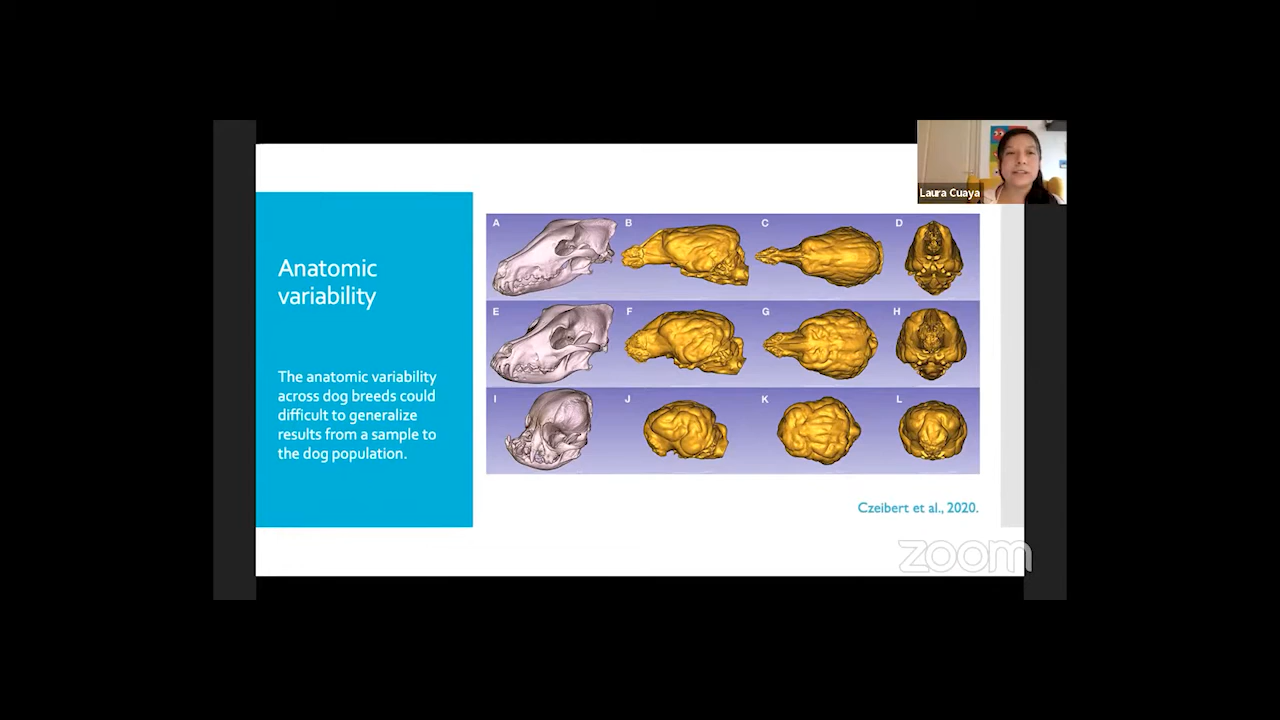 Laura Cuaya
Anatomic
variability
The anatomic variability
across dog breeds could
difficult to generalize
results from a sample to
the dog population.
A
B
C
D
E
F
G
H
I
J
K
L
Czeibert et al., 2020.
zoom